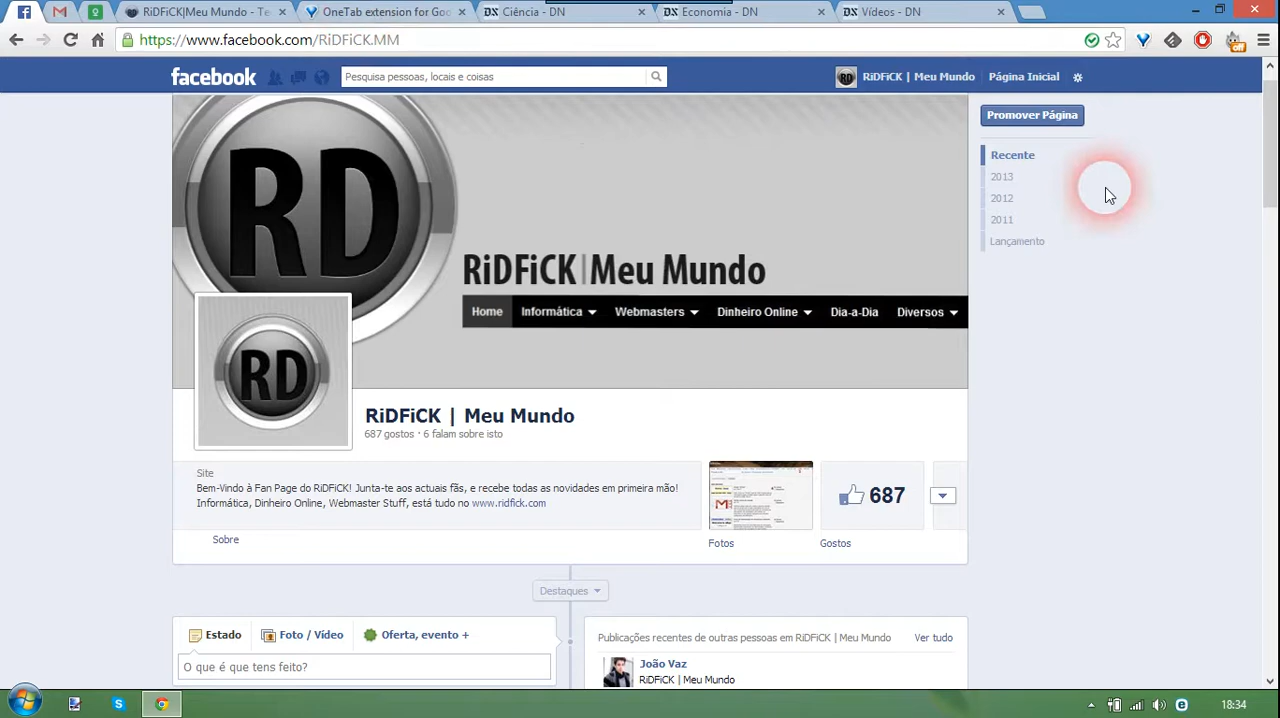 RiDFiCK|Meu Mundo - Te
OneTab extension for Goo
Ciência - DN
Economia - DN
Vídeos - DN
https://www.facebook.com/RiDFiCK.MM
off
facebook
Pesquisa pessoas, locais e coisas
RiDFiCK | Meu Mundo
Página Inicial
Promover Página
Recente
2013
2012
2011
Lançamento
RD
RiDFiCK|Meu Mundo
Home
Informática
Webmasters
Dinheiro Online
Dia-a-Dia
Diversos
RD
RiDFiCK | Meu Mundo
687 gostos · 6 falam sobre isto
Site
Bem-Vindo à Fan Page do RiDFiCK! Junta-te aos actuais fãs, e recebe todas as novidades em primeira mão!
Informática, Dinheiro Online, Webmaster Stuff, está tudo no www.ridfick.com
687
Sobre
Fotos
Gostos
Destaques
Estado
Foto / Vídeo
Oferta, evento +
O que é que tens feito?
Publicações recentes de outras pessoas em RiDFiCK | Meu Mundo
Ver tudo
João Vaz
RiDFiCK | Meu Mundo
18:34